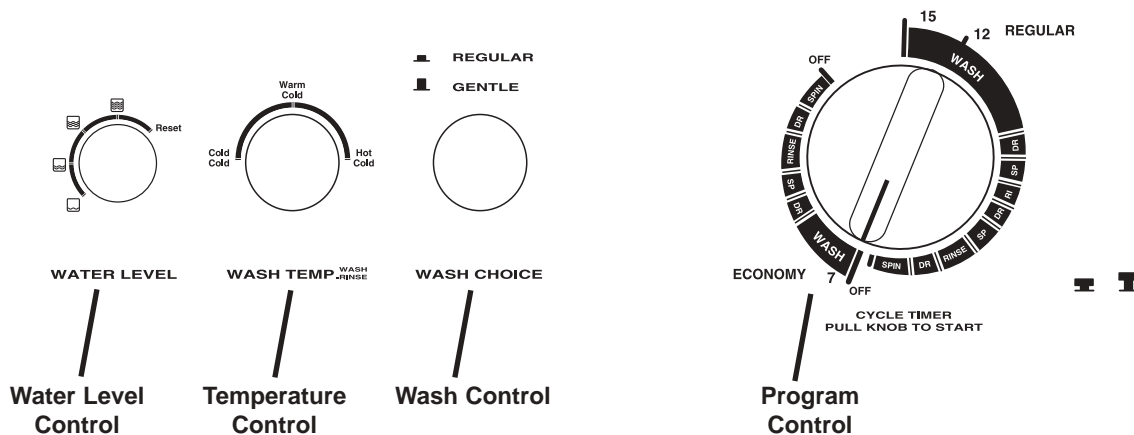 REGULAR
GENTLE
Warm
Cold
Reset
Cold
Cold
Hot
Cold
WATER LEVEL
WASH TEMP. WASH
-RINSE
WASH CHOICE
Water Level
Control
Temperature
Control
Wash Control
15
12
REGULAR
OFF
WASH
DR
SP
RI
DR
SP
RINSE
DR
SPIN
OFF
7
ECONOMY
WASH
DR
SP
RINSE
DR
SPIN
CYCLE TIMER
PULL KNOB TO START
Program
Control